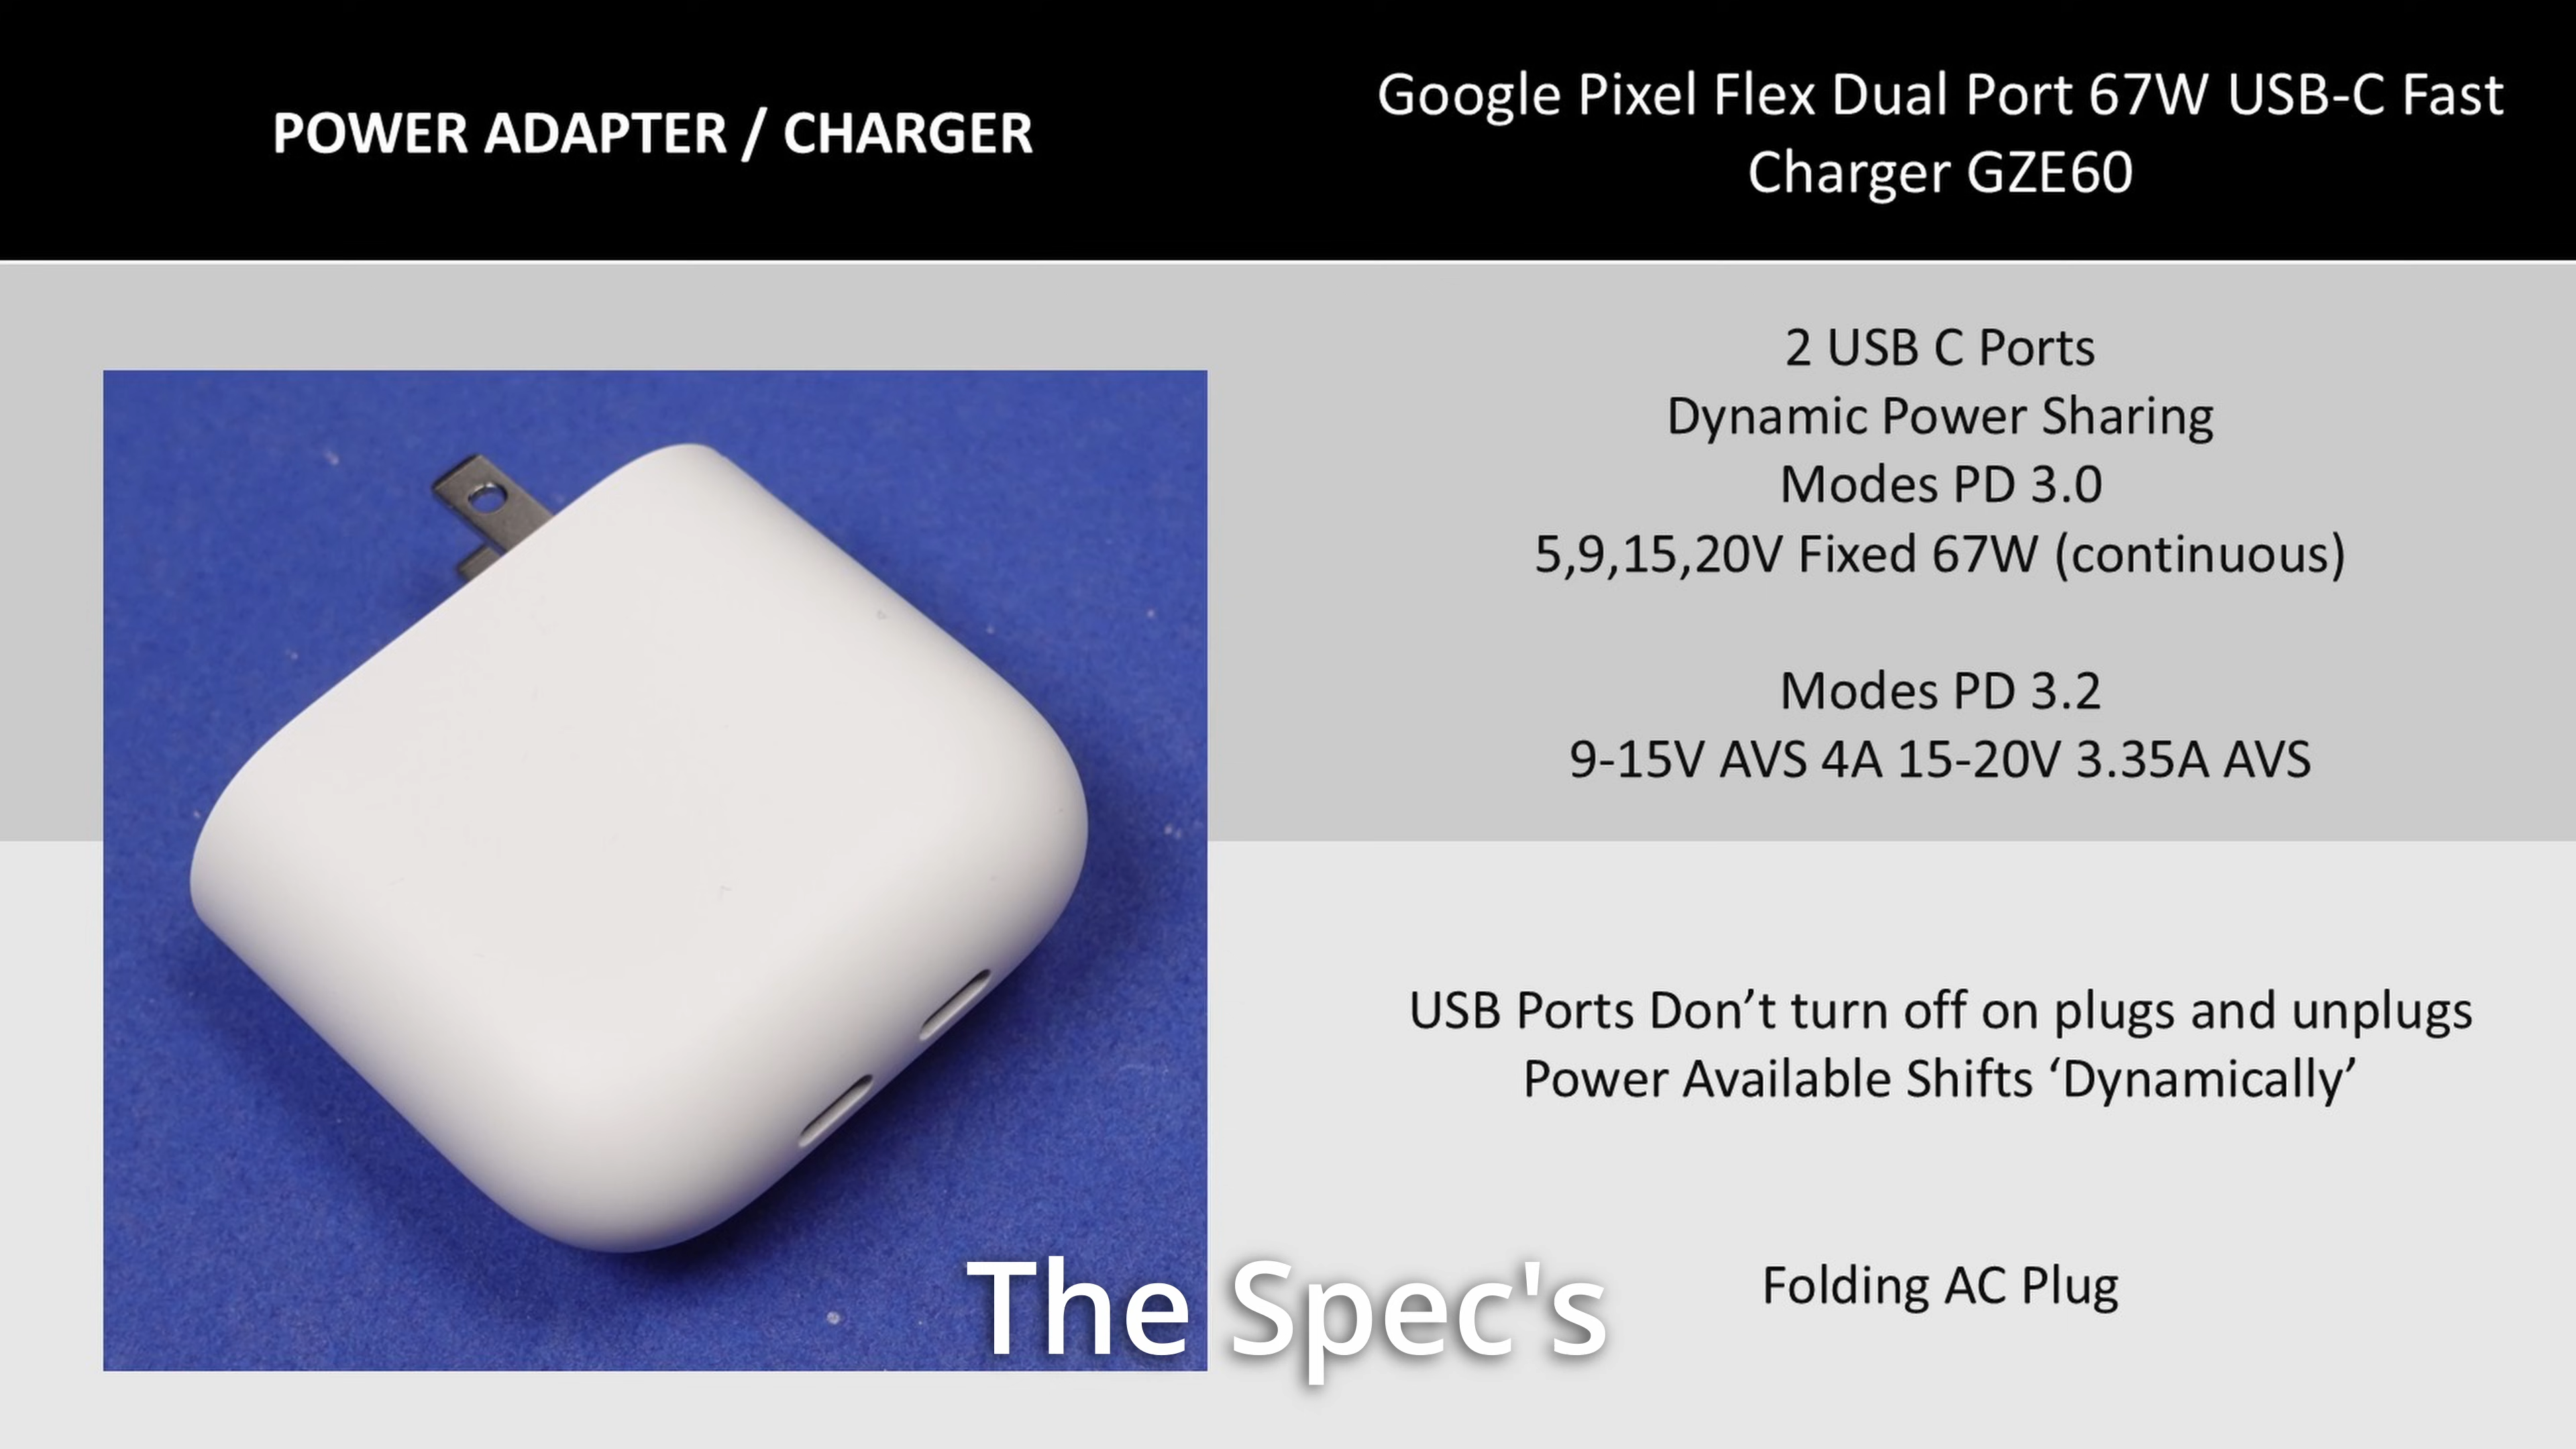 POWER ADAPTER / CHARGER
Google Pixel Flex Dual Port 67W USB-C Fast
Charger GZE60
2 USB C Ports
Dynamic Power Sharing
Modes PD 3.0
5,9,15,20V Fixed 67W (continuous)
Modes PD 3.2
9-15V AVS 4A 15-20V 3.35A AVS
USB Ports Don’t turn off on plugs and unplugs
Power Available Shifts ‘Dynamically’
Folding AC Plug
The Spec's